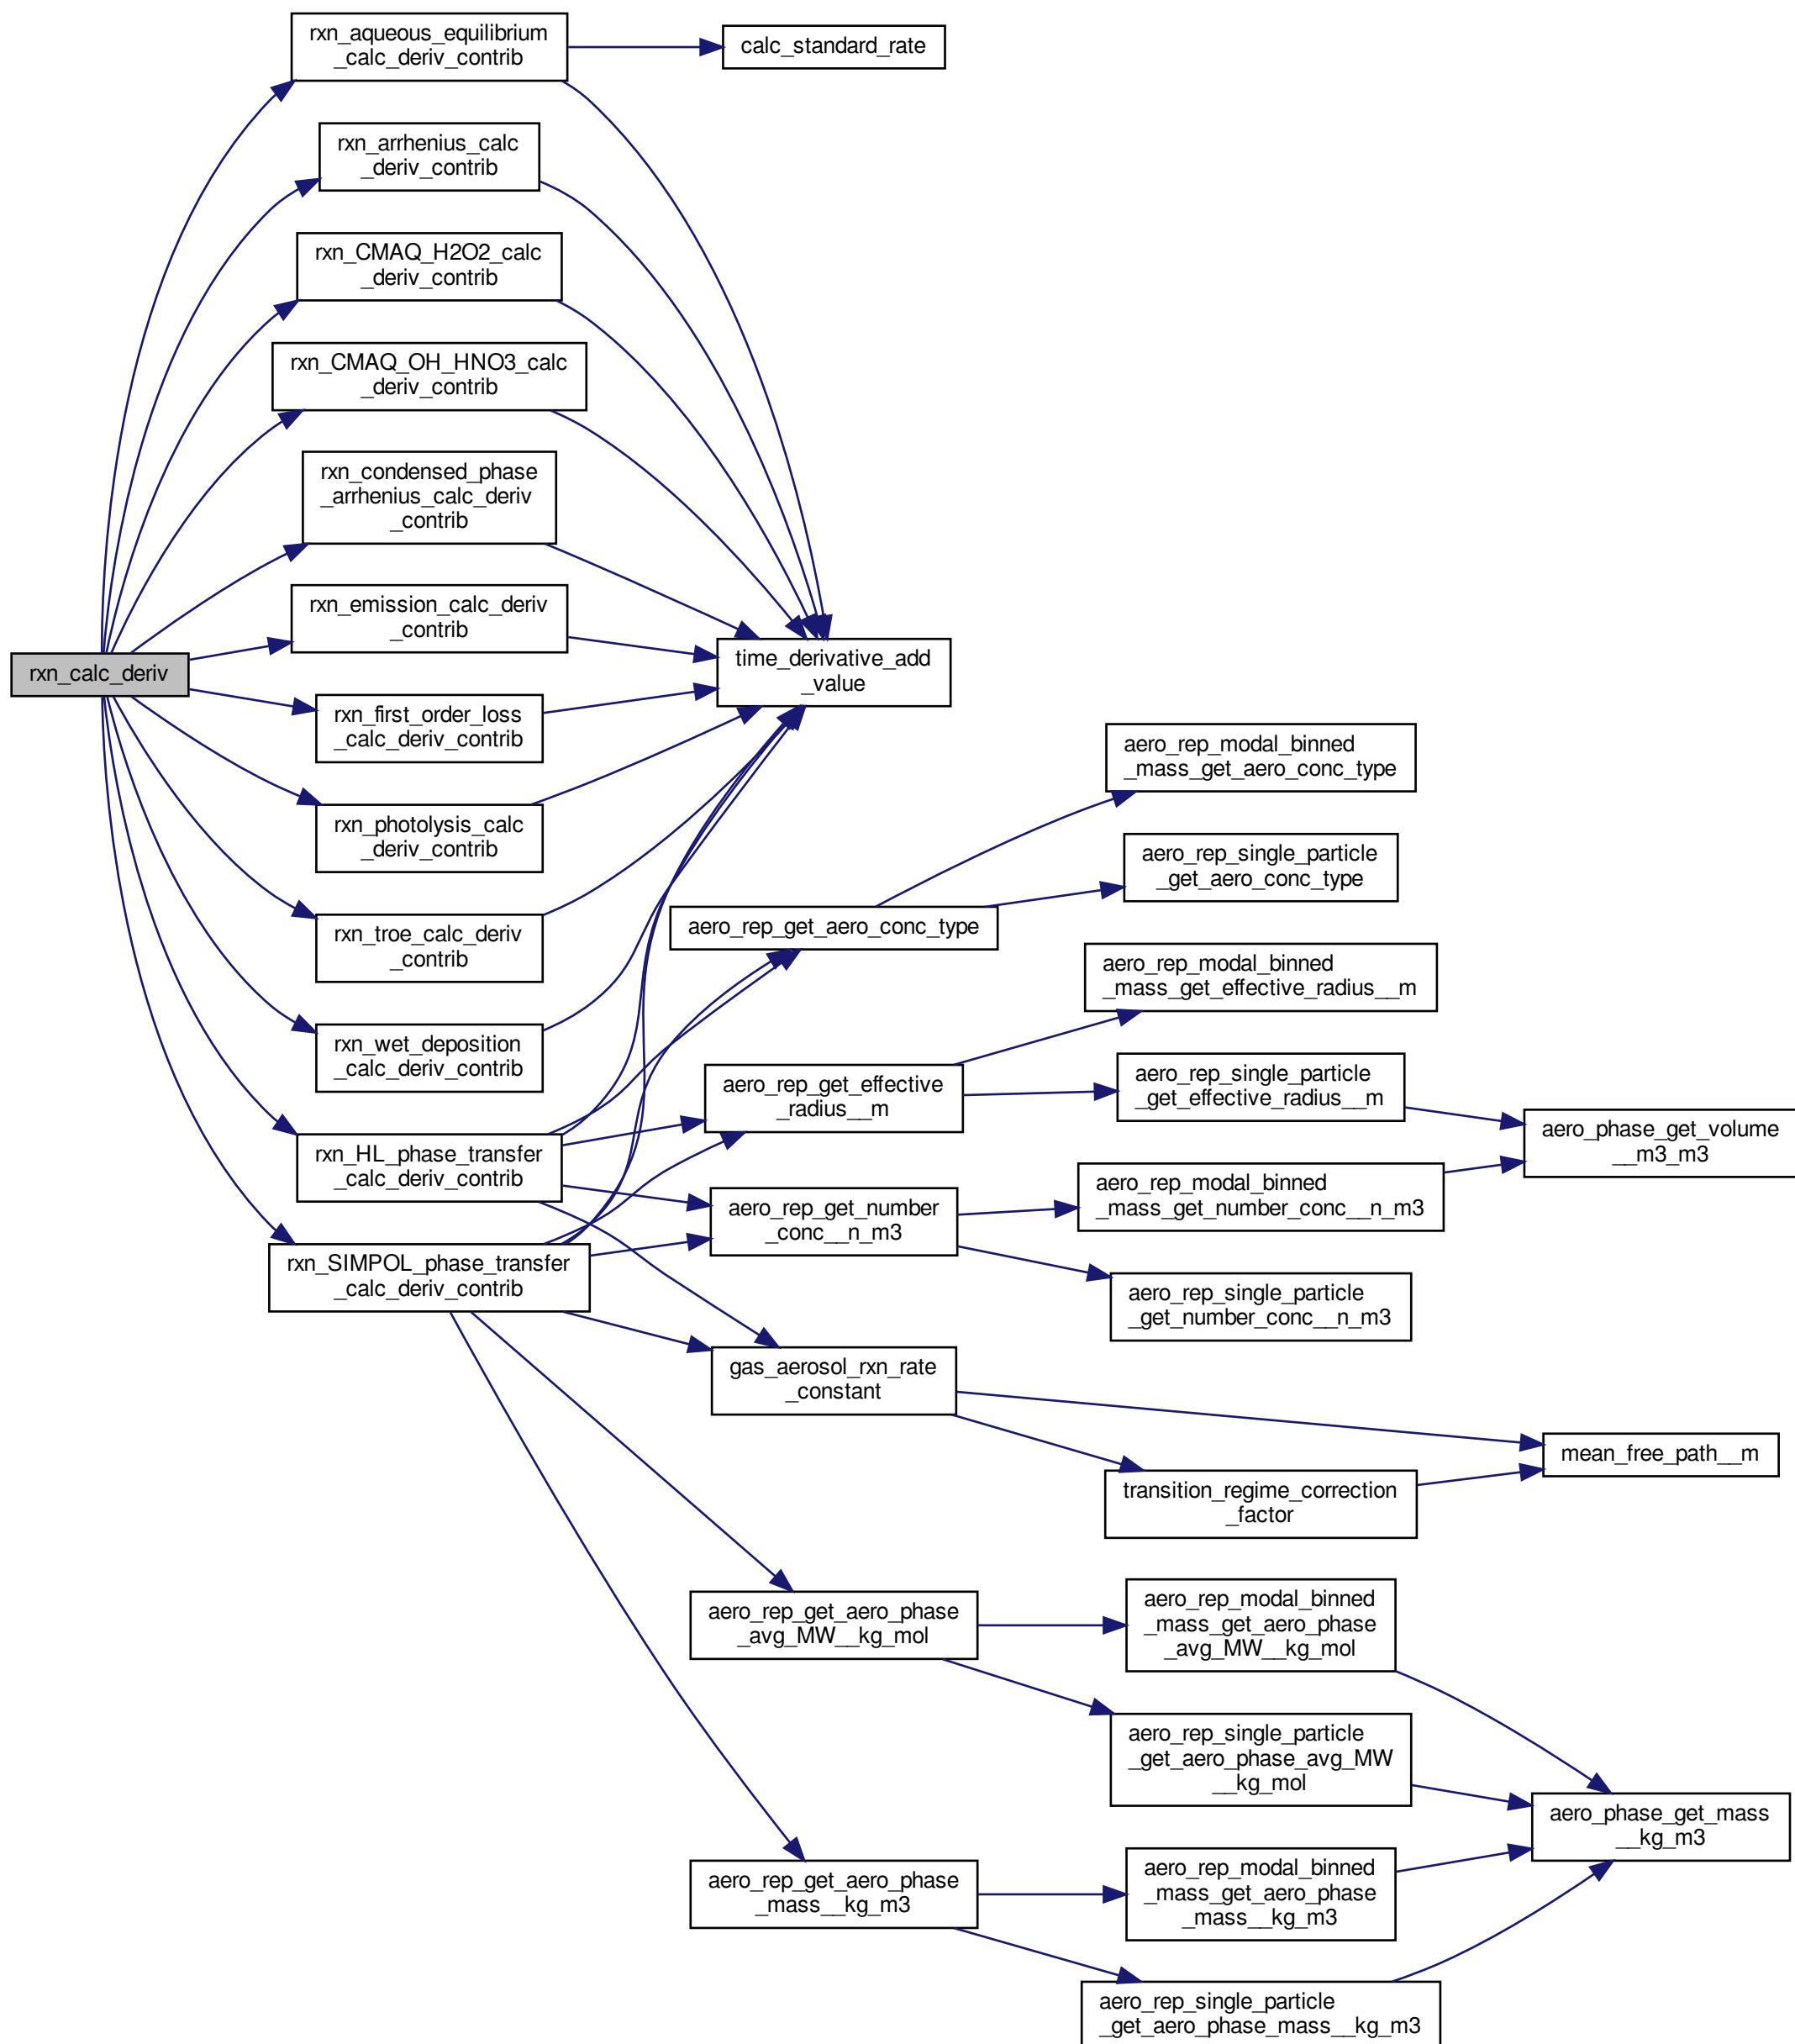 rxn_aqueous_equilibrium
_calc_deriv_contrib
calc_standard_rate
rxn_arrhenius_calc
_deriv_contrib
rxn_CMAQ_H2O2_calc
_deriv_contrib
rxn_CMAQ_OH_HNO3_calc
_deriv_contrib
rxn_condensed_phase
_arrhenius_calc_deriv
_contrib
rxn_emission_calc_deriv
_contrib
rxn_calc_deriv
time_derivative_add
_value
rxn_first_order_loss
_calc_deriv_contrib
rxn_photolysis_calc
_deriv_contrib
rxn_troe_calc_deriv
_contrib
rxn_wet_deposition
_calc_deriv_contrib
rxn_HL_phase_transfer
_calc_deriv_contrib
rxn_SIMPOL_phase_transfer
_calc_deriv_contrib
aero_rep_get_aero_conc_type
aero_rep_modal_binned
_mass_get_aero_conc_type
aero_rep_single_particle
_get_aero_conc_type
aero_rep_get_effective
_radius__m
aero_rep_modal_binned
_mass_get_effective_radius__m
aero_rep_single_particle
_get_effective_radius__m
aero_phase_get_volume
__m3_m3
aero_rep_get_number
_conc__n_m3
aero_rep_modal_binned
_mass_get_number_conc__n_m3
aero_rep_single_particle
_get_number_conc__n_m3
gas_aerosol_rxn_rate
_constant
mean_free_path__m
transition_regime_correction
_factor
aero_rep_get_aero_phase
_avg_MW__kg_mol
aero_rep_modal_binned
_mass_get_aero_phase
_avg_MW__kg_mol
aero_rep_single_particle
_get_aero_phase_avg_MW
__kg_mol
aero_phase_get_mass
__kg_m3
aero_rep_get_aero_phase
_mass__kg_m3
aero_rep_modal_binned
_mass_get_aero_phase
_mass__kg_m3
aero_rep_single_particle
_get_aero_phase_mass__kg_m3